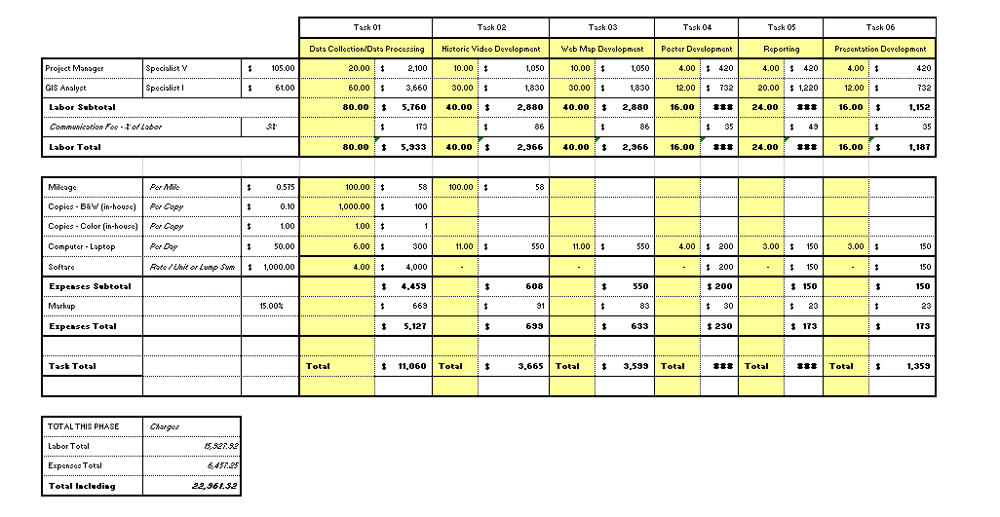 Task 01 Task 02 Task 03 Task 04 Task 05 Task 06
Data Collection/Data Processing Historic Video Development Web Map Development Poster Development Reporting Presentation Development
Project Manager Specialist V $ 105.00 20.00 $ 2,100 10.00 $ 1,050 10.00 $ 1,050 4.00 $ 420 4.00 $ 420 4.00 $ 420
GIS Analyst Specialist I $ 61.00 60.00 $ 3,660 30.00 $ 1,830 30.00 $ 1,830 12.00 $ 732 20.00 $ 1,220 12.00 $ 732
Labor Subtotal 80.00 $ 5,760 40.00 $ 2,880 40.00 $ 2,880 16.00 ### 24.00 ### 16.00 $ 1,152
Communication Fee - % of Labor 3% $ 173 $ 86 $ 86 $ 35 $ 49 $ 35
Labor Total 80.00 $ 5,933 40.00 $ 2,966 40.00 $ 2,966 16.00 ### 24.00 ### 16.00 $ 1,187
Mileage Per Mile $ 0.575 100.00 $ 58 100.00 $ 58
Copies - B&W (in-house) Per Copy $ 0.10 1,000.00 $ 100
Copies - Color (in-house) Per Copy $ 1.00 1.00 $ 1
Computer - Laptop Per Day $ 50.00 6.00 $ 300 11.00 $ 550 11.00 $ 550 4.00 $ 200 3.00 $ 150 3.00 $ 150
Softare Rate / Unit or Lump Sum $ 1,000.00 4.00 $ 4,000 - $ - $ - $ 200 - $ 150 - $ 150
Expenses Subtotal $ 4,459 $ 608 $ 550 $ 200 $ 150 $ 150
Markup 15.00% $ 669 $ 91 $ 83 $ 30 $ 23 $ 23
Expenses Total $ 5,127 $ 699 $ 633 $ 230 $ 173 $ 173
Task Total Total $ 11,060 Total $ 3,665 Total $ 3,599 Total ### Total ### Total $ 1,359
TOTAL THIS PHASE Charges
Labor Total 15,927.92
Expenses Total 6,457.25
Total Including 22,961.32